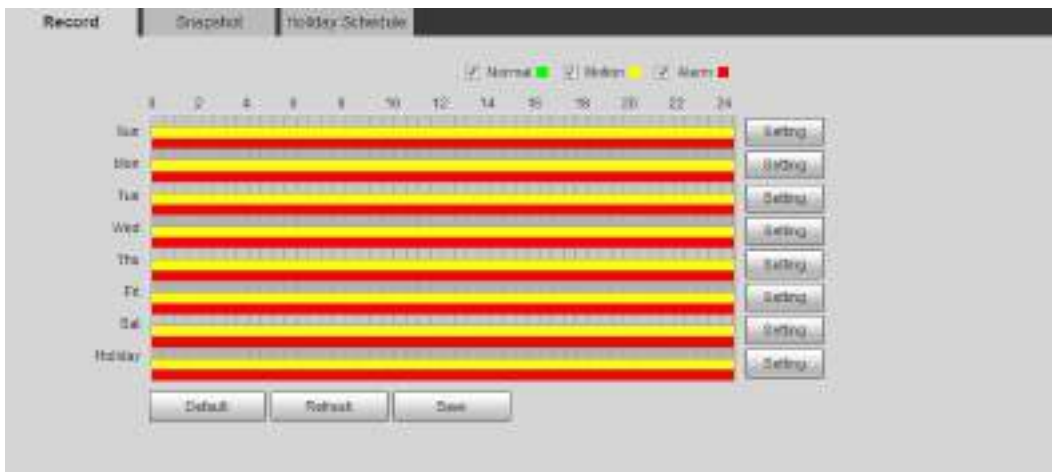 Record Snapshot Holiday Schedule
Normal Motion Alarm
0 2 4 6 8 10 12 14 16 18 20 22 24
Sun Setting
Mon Setting
Tue Setting
Wed Setting
Thu Setting
Fri Setting
Sat Setting
Holiday Setting
Default Refresh Save